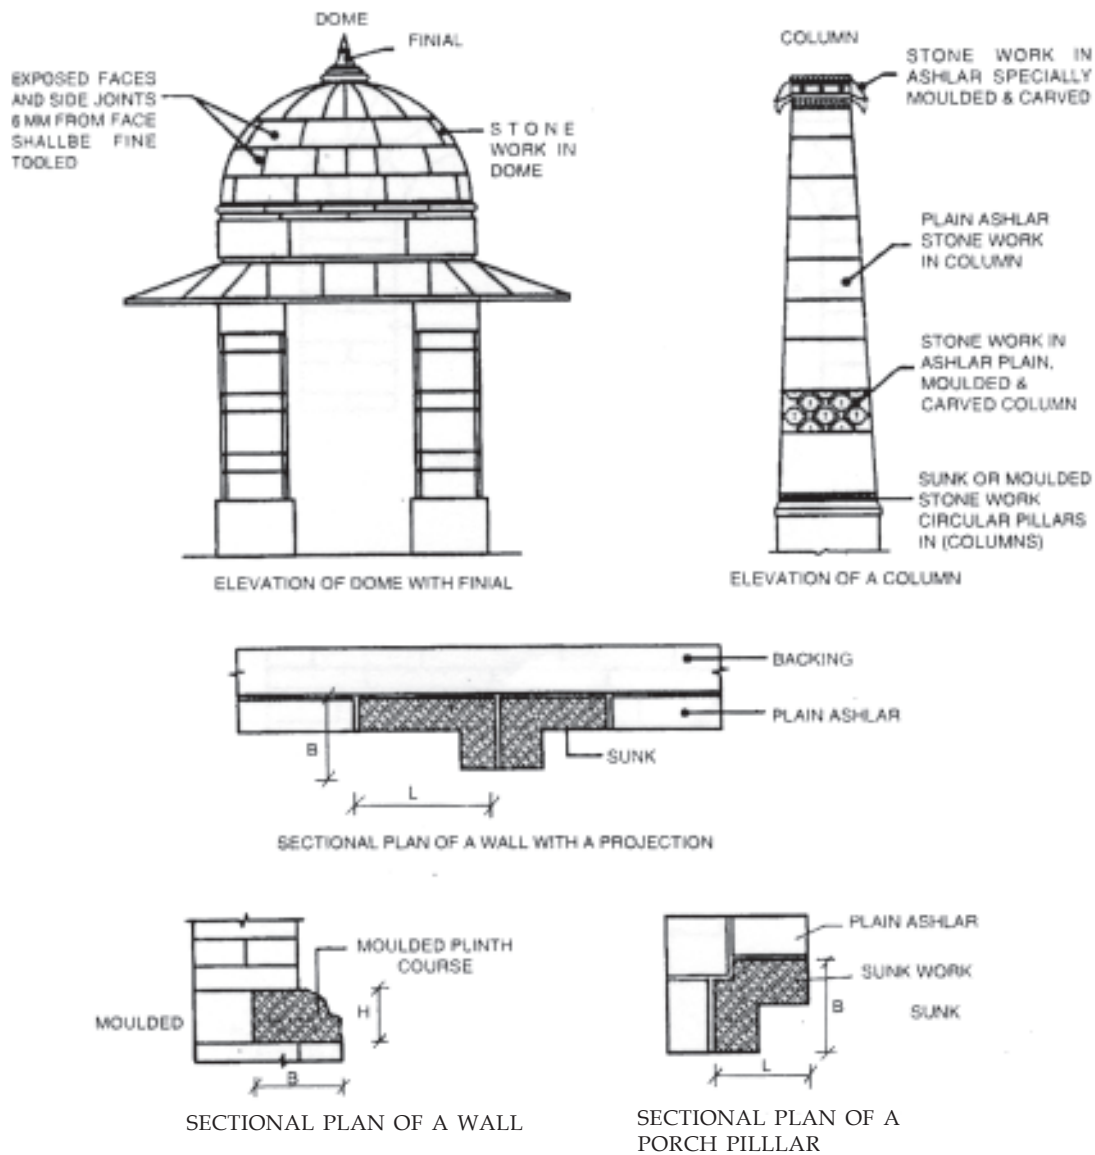 DOME
FINIAL
EXPOSED FACES
AND SIDE JOINTS
6 MM FROM FACE
SHALLBE FINE
TOOLED
STONE
WORK IN
DOME
ELEVATION OF DOME WITH FINIAL
COLUMN
STONE WORK IN
ASHLAR SPECIALLY
MOULDED & CARVED
PLAIN ASHLAR
STONE WORK
IN COLUMN
STONE WORK IN
ASHLAR PLAIN,
MOULDED &
CARVED COLUMN
SUNK OR MOULDED
STONE WORK
CIRCULAR PILLARS
IN (COLUMNS)
ELEVATION OF A COLUMN
BACKING
PLAIN ASHLAR
B
SUNK
L
SECTIONAL PLAN OF A WALL WITH A PROJECTION
MOULDED PLINTH
COURSE
H
MOULDED
B
SECTIONAL PLAN OF A WALL
PLAIN ASHLAR
SUNK WORK
B
SUNK
L
SECTIONAL PLAN OF A
PORCH PILLLAR